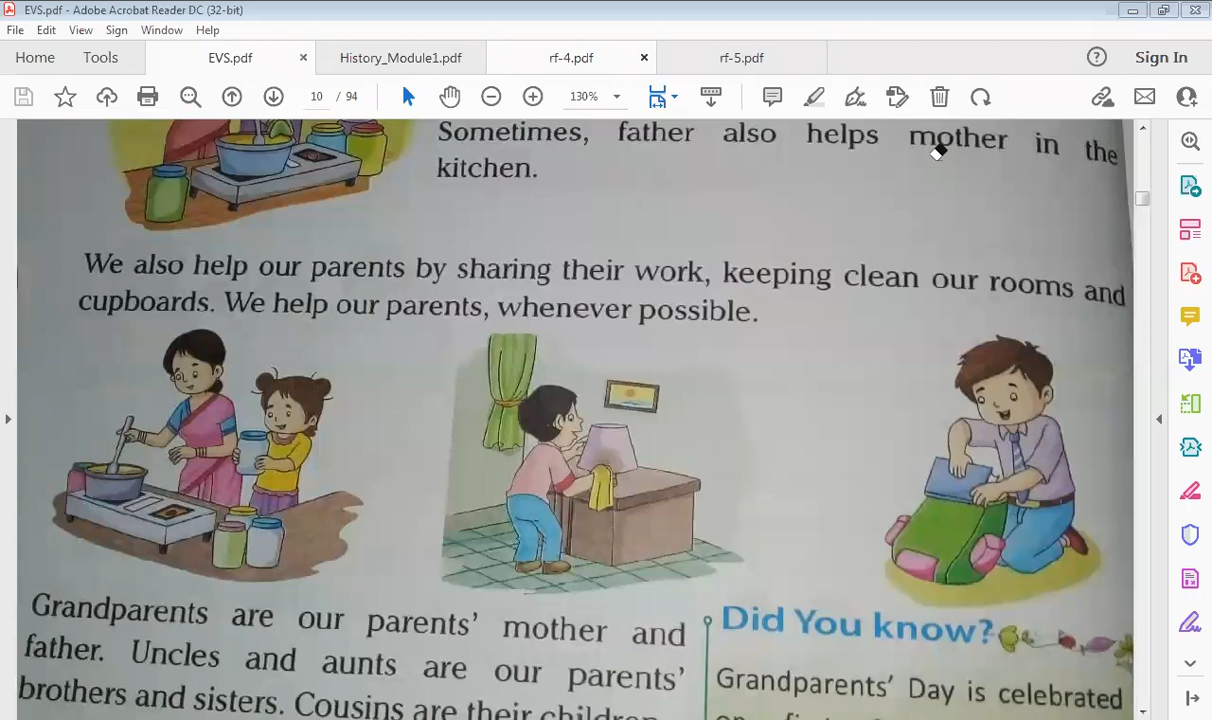 EVS.pdf - Adobe Acrobat Reader DC (32-bit)
File Edit View Sign Window Help
Home Tools EVS.pdf History_Module1.pdf rf-4.pdf rf-5.pdf Sign In
10 / 94 130%
Sometimes, father also helps mother in the
kitchen.
We also help our parents by sharing their work, keeping clean our rooms and
cupboards. We help our parents, whenever possible.
Grandparents are our parents' mother and
father. Uncles and aunts are our parents'
brothers and sisters. Cousins are their children.
Did You know?
Grandparents' Day is celebrated